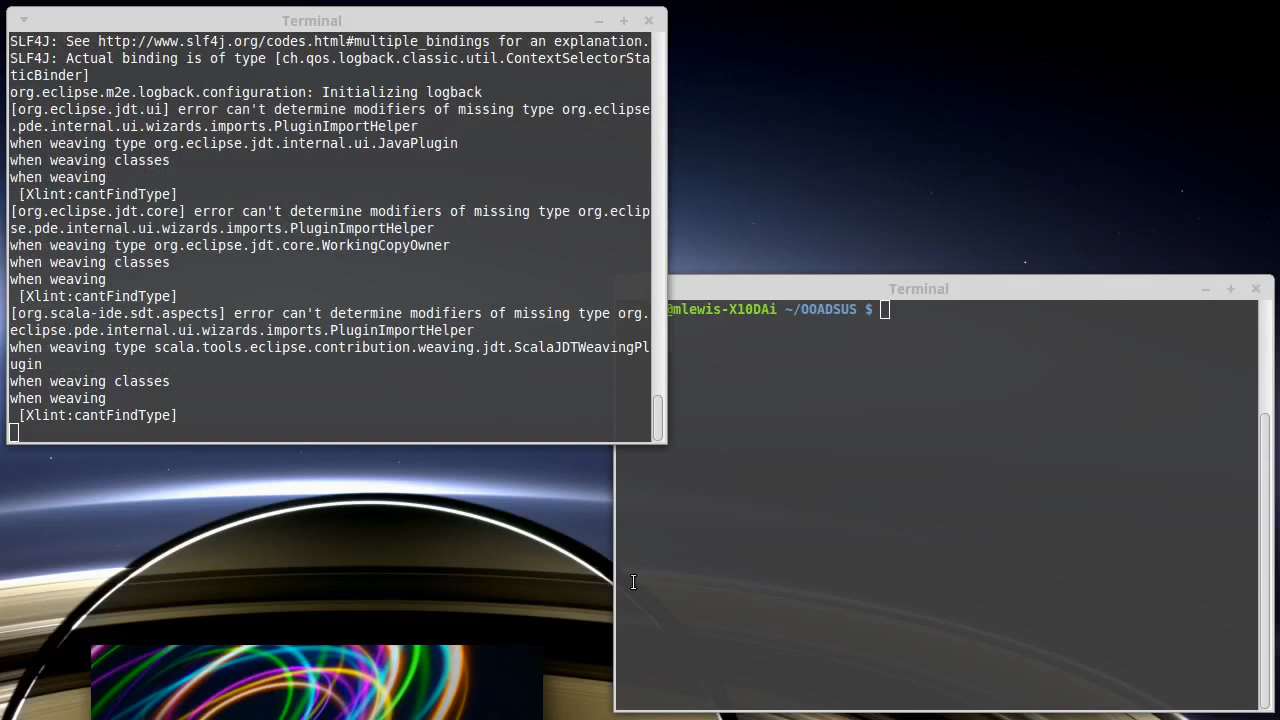 Terminal
SLF4J: See http://www.slf4j.org/codes.html#multiple_bindings for an explanation.
SLF4J: Actual binding is of type [ch.qos.logback.classic.util.ContextSelectorSta
ticBinder]
org.eclipse.m2e.logback.configuration: Initializing logback
[org.eclipse.jdt.ui] error can't determine modifiers of missing type org.eclipse
.pde.internal.ui.wizards.imports.PluginImportHelper
when weaving type org.eclipse.jdt.internal.ui.JavaPlugin
when weaving classes
when weaving
 [Xlint:cantFindType]
[org.eclipse.jdt.core] error can't determine modifiers of missing type org.eclip
se.pde.internal.ui.wizards.imports.PluginImportHelper
when weaving type org.eclipse.jdt.core.WorkingCopyOwner
when weaving classes
when weaving
 [Xlint:cantFindType]
[org.scala-ide.sdt.aspects] error can't determine modifiers of missing type org.
eclipse.pde.internal.ui.wizards.imports.PluginImportHelper
when weaving type scala.tools.eclipse.contribution.weaving.jdt.ScalaJDTWeavingPl
ugin
when weaving classes
when weaving
 [Xlint:cantFindType]
Terminal
@mlewis-X10DAi ~/OOADSUS $